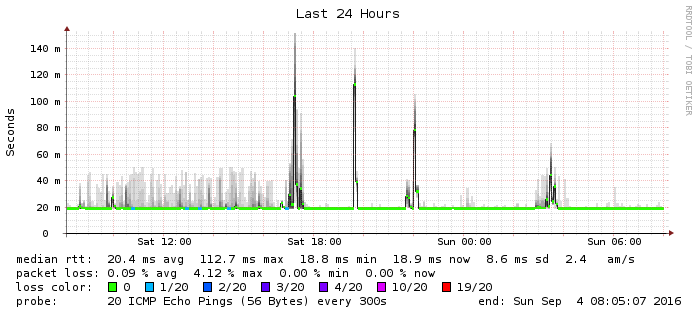 Last 24 Hours
RRDTOOL / TOBI OETIKER
Seconds
140 m
120 m
100 m
80 m
60 m
40 m
20 m
0
Sat 12:00 Sat 18:00 Sun 00:00 Sun 06:00
median rtt: 20.4 ms avg 112.7 ms max 18.8 ms min 18.9 ms now 8.6 ms sd 2.4 am/s
packet loss: 0.09 % avg 4.12 % max 0.00 % min 0.00 % now
loss color: 0 1/20 2/20 3/20 4/20 10/20 19/20
probe: 20 ICMP Echo Pings (56 Bytes) every 300s end: Sun Sep 4 08:05:07 2016